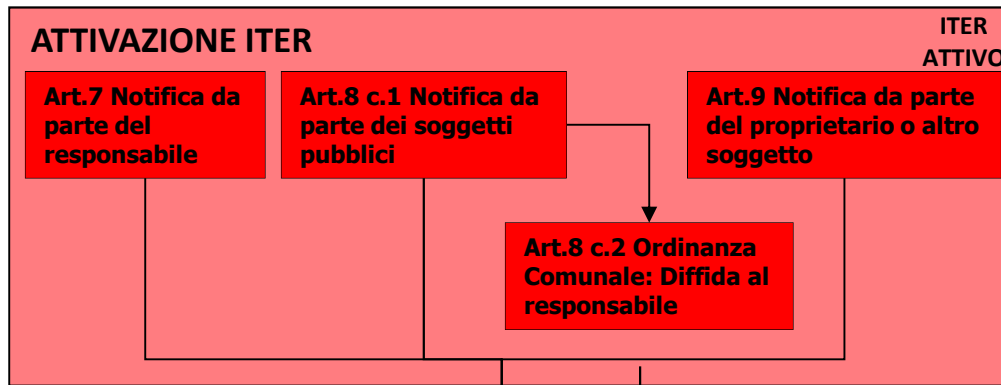 ATTIVAZIONE ITER
ITER
ATTIVO
Art.7 Notifica da
parte del
responsabile
Art.8 c.1 Notifica da
parte dei soggetti
pubblici
Art.9 Notifica da parte
del proprietario o altro
soggetto
Art.8 c.2 Ordinanza
Comunale: Diffida al
responsabile